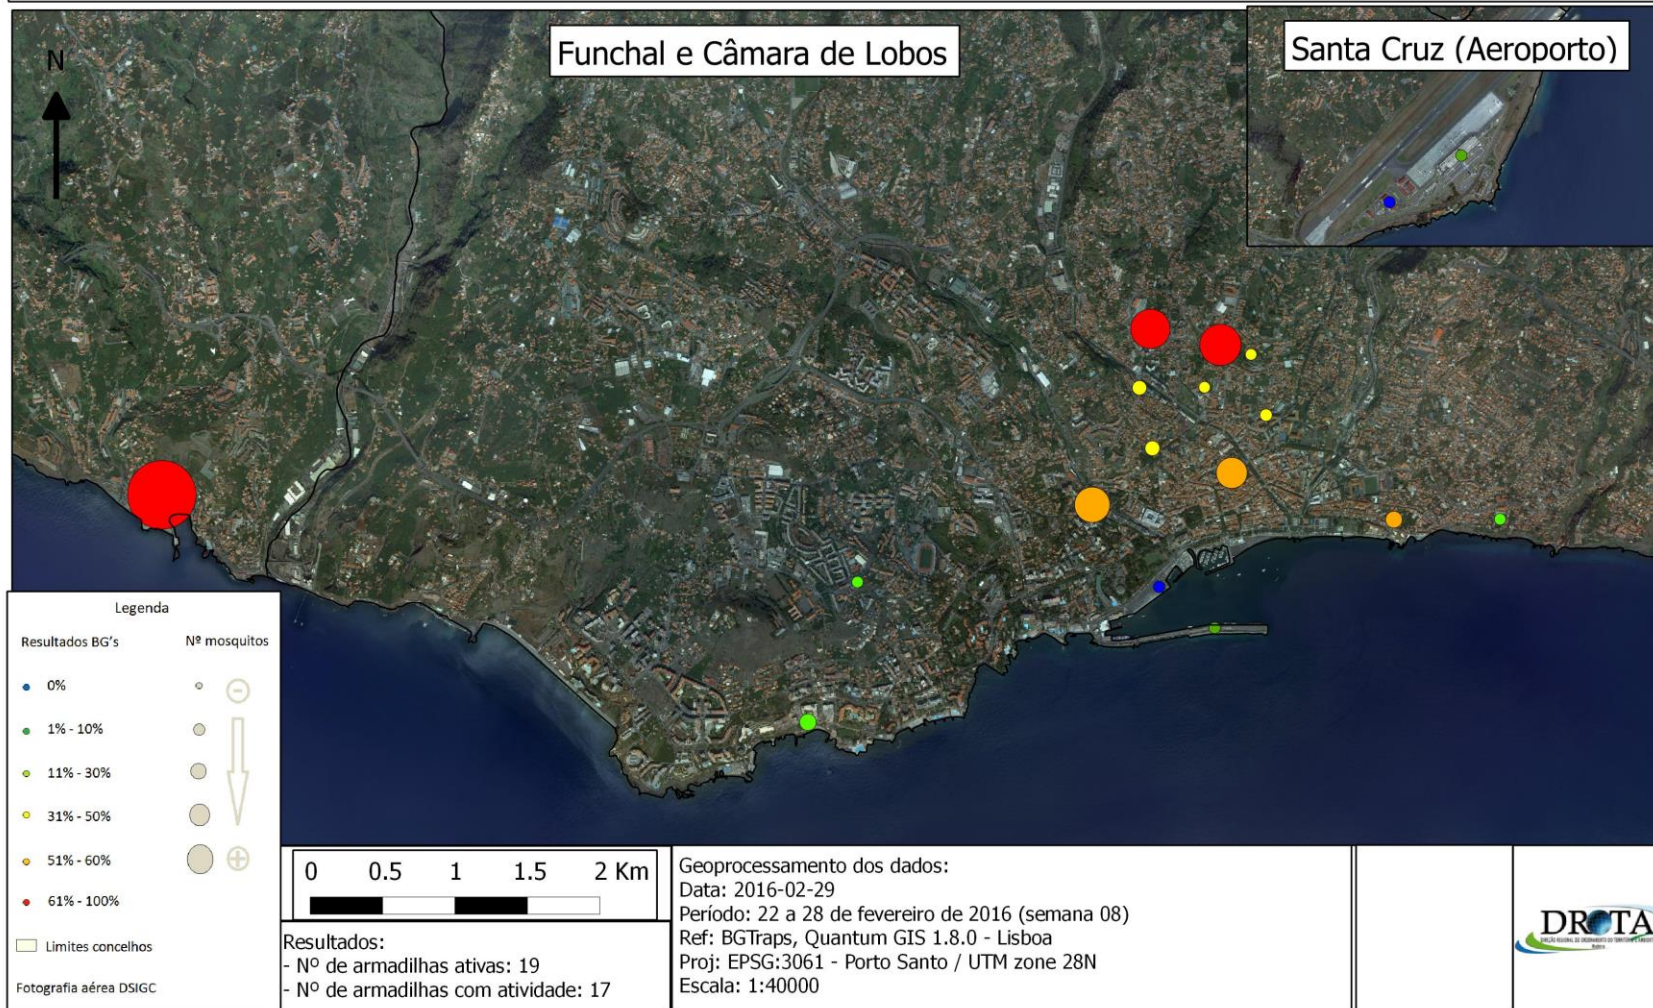 Funchal e Câmara de Lobos
Santa Cruz (Aeroporto)
N
Legenda
Resultados BG's
Nº mosquitos
0%
1% - 10%
11% - 30%
31% - 50%
51% - 60%
61% - 100%
Limites concelhos
Fotografia aérea DSIGC
0 0.5 1 1.5 2 Km
Resultados:
- Nº de armadilhas ativas: 19
- Nº de armadilhas com atividade: 17
Geoprocessamento dos dados:
Data: 2016-02-29
Período: 22 a 28 de fevereiro de 2016 (semana 08)
Ref: BGTraps, Quantum GIS 1.8.0 - Lisboa
Proj: EPSG:3061 - Porto Santo / UTM zone 28N
Escala: 1:40000
DROTA